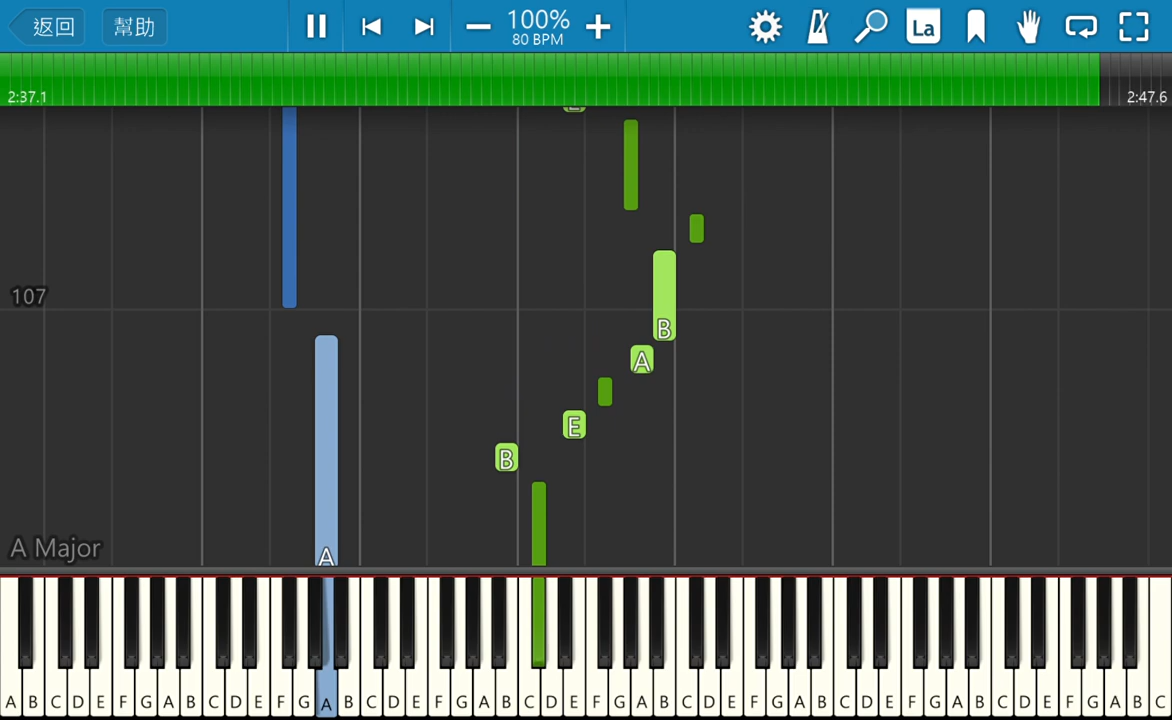 返回 幫助 100% La
80 BPM
2:37.1 2:47.6
E
107
B
A
E
B
A Major A
A B C D E F G A B C D E F G A B C D E F G A B C D E F G A B C D E F G A B C D E F G A B C D E F G A B C